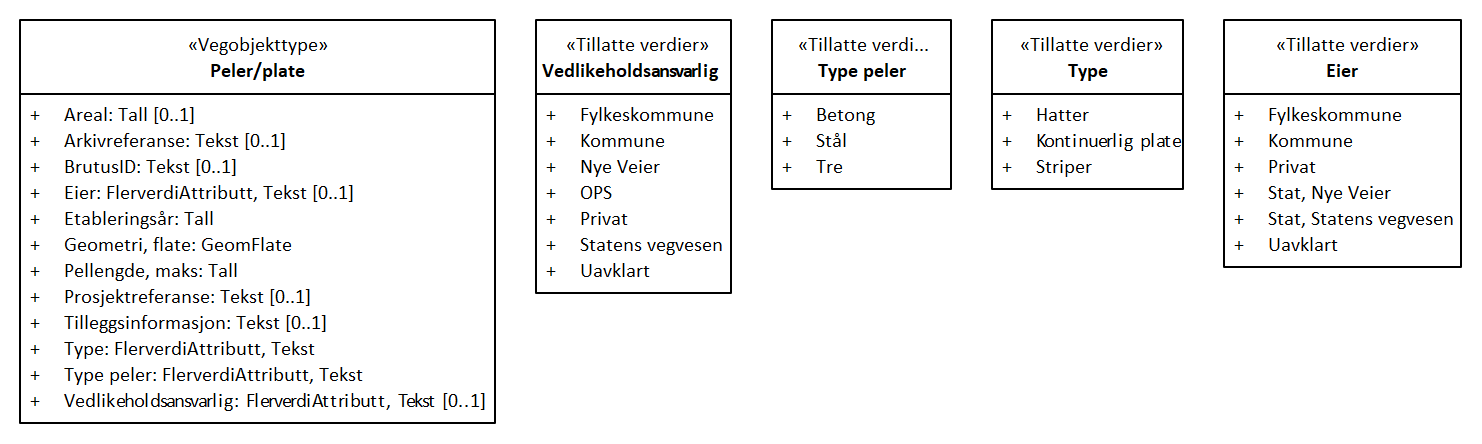 «Vegobjekttype»
Peler/plate
+ Areal: Tall [0..1]
+ Arkivreferanse: Tekst [0..1]
+ BrutusID: Tekst [0..1]
+ Eier: FlerverdiAttributt, Tekst [0..1]
+ Etableringsår: Tall
+ Geometri, flate: GeomFlate
+ Pellengde, maks: Tall
+ Prosjektreferanse: Tekst [0..1]
+ Tilleggsinformasjon: Tekst [0..1]
+ Type: FlerverdiAttributt, Tekst
+ Type peler: FlerverdiAttributt, Tekst
+ Vedlikeholdsansvarlig: FlerverdiAttributt, Tekst [0..1]
«Tillatte verdier»
Vedlikeholdsansvarlig
+ Fylkeskommune
+ Kommune
+ Nye Veier
+ OPS
+ Privat
+ Statens vegvesen
+ Uavklart
«Tillatte verdi...
Type peler
+ Betong
+ Stål
+ Tre
«Tillatte verdier»
Type
+ Hatter
+ Kontinuerlig plate
+ Striper
«Tillatte verdier»
Eier
+ Fylkeskommune
+ Kommune
+ Privat
+ Stat, Nye Veier
+ Stat, Statens vegvesen
+ Uavklart